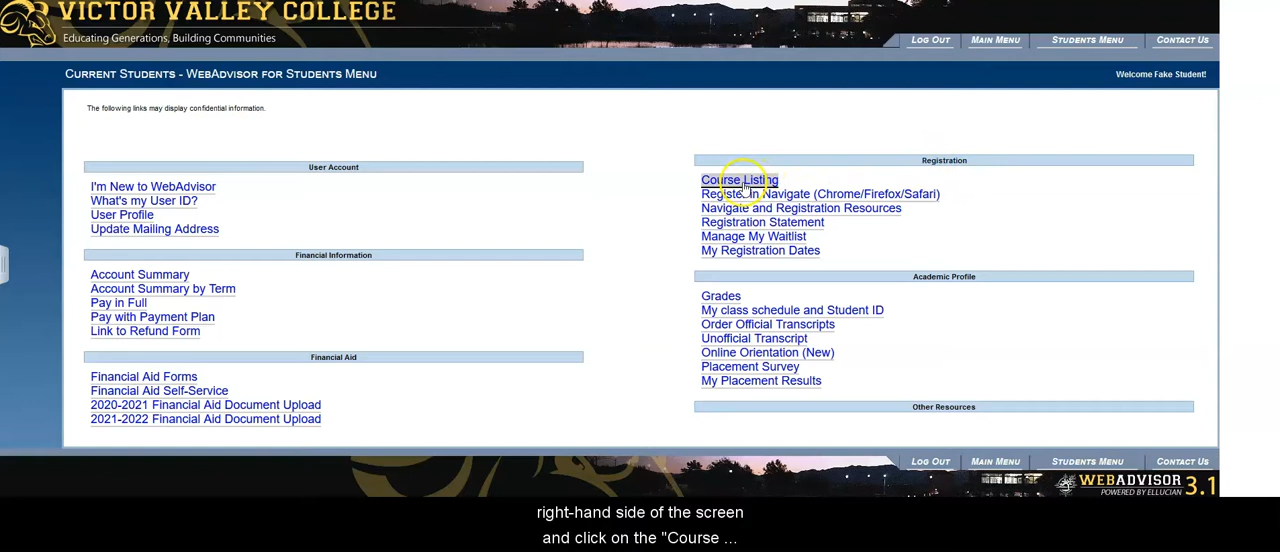 VICTOR VALLEY COLLEGE
Educating Generations, Building Communities
LOG OUT MAIN MENU STUDENTS MENU CONTACT US
CURRENT STUDENTS - WEBADVISOR FOR STUDENTS MENU
Welcome Fake Student!
The following links may display confidential information.
User Account
I'm New to WebAdvisor
What's my User ID?
User Profile
Update Mailing Address
Financial Information
Account Summary
Account Summary by Term
Pay in Full
Pay with Payment Plan
Link to Refund Form
Financial Aid
Financial Aid Forms
Financial Aid Self-Service
2020-2021 Financial Aid Document Upload
2021-2022 Financial Aid Document Upload
Registration
Course Listing
Register in Navigate (Chrome/Firefox/Safari)
Navigate and Registration Resources
Registration Statement
Manage My Waitlist
My Registration Dates
Academic Profile
Grades
My class schedule and Student ID
Order Official Transcripts
Unofficial Transcript
Online Orientation (New)
Placement Survey
My Placement Results
Other Resources
LOG OUT MAIN MENU STUDENTS MENU CONTACT US
WEBADVISOR 3.1
POWERED BY ELLUCIAN
right-hand side of the screen
and click on the "Course ...